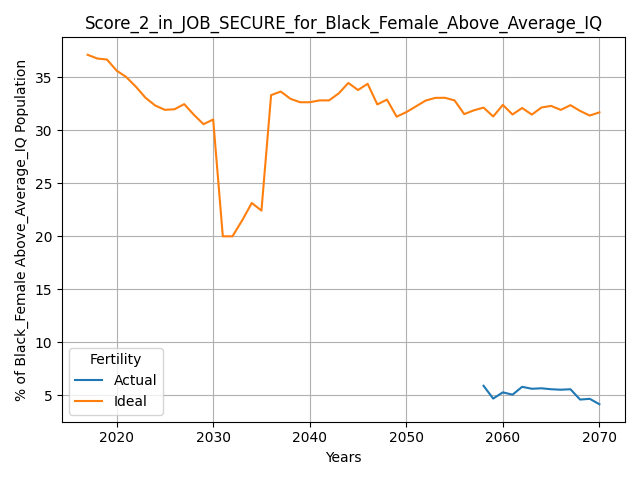 Score_2_in_JOB_SECURE_for_Black_Female_Above_Average_IQ
% of Black_Female Above_Average_IQ Population
35
30
25
20
15
10
5
Fertility
Actual
Ideal
2020 2030 2040 2050 2060 2070
Years